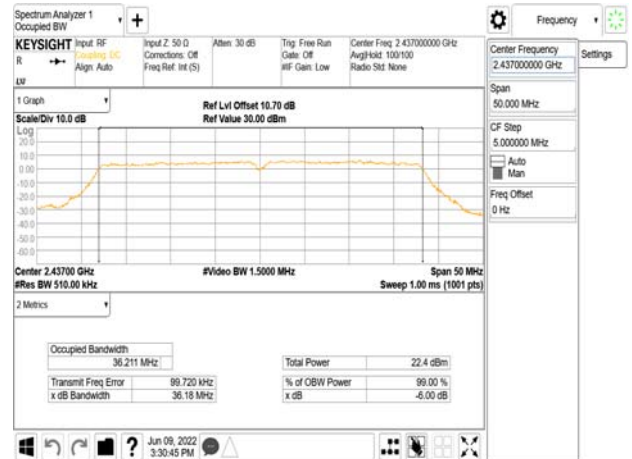 Spectrum Analyzer 1
Occupied BW
Frequency
KEYSIGHT
R
LU
Input: RF
Coupling: DC
Align: Auto
Input Z: 50 Ω
Corrections: Off
Freq Ref: Int (S)
Atten: 30 dB
Trig: Free Run
Gate: Off
#IF Gain: Low
Center Freq: 2.437000000 GHz
Avg|Hold: 100/100
Radio Std: None
1 Graph
Scale/Div 10.0 dB
Ref Lvl Offset 10.70 dB
Ref Value 30.00 dBm
Log
20.0
10.0
0.00
-10.0
-20.0
-30.0
-40.0
-50.0
-60.0
Center 2.43700 GHz
#Video BW 1.5000 MHz
Span 50 MHz
#Res BW 510.00 kHz
Sweep 1.00 ms (1001 pts)
2 Metrics
Occupied Bandwidth
36.211 MHz
Total Power 22.4 dBm
Transmit Freq Error 99.720 kHz
% of OBW Power 99.00 %
x dB Bandwidth 36.18 MHz
x dB -6.00 dB
Center Frequency
2.437000000 GHz
Settings
Span
50.000 MHz
CF Step
5.000000 MHz
Auto
Man
Freq Offset
0 Hz
?
Jun 09, 2022
3:30:45 PM